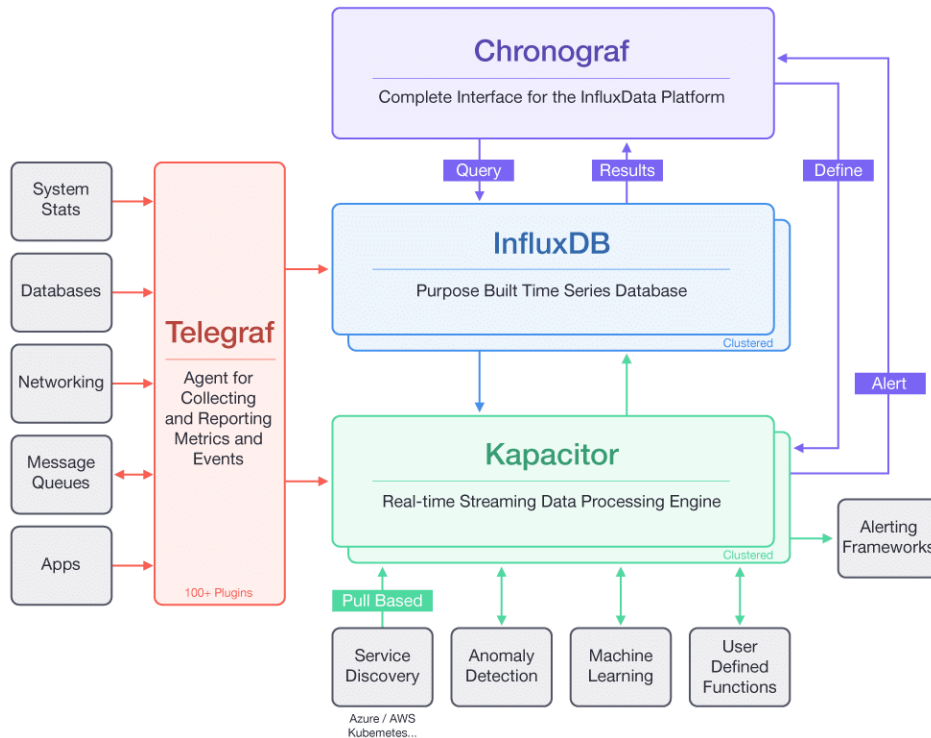 Chronograf
Complete Interface for the InfluxData Platform
Query
Results
Define
System
Stats
Databases
Networking
Message
Queues
Apps
Telegraf
Agent for
Collecting
and Reporting
Metrics and
Events
100+ Plugins
InfluxDB
Purpose Built Time Series Database
Clustered
Alert
Kapacitor
Real-time Streaming Data Processing Engine
Clustered
Alerting
Frameworks
Pull Based
Service
Discovery
Azure / AWS
Kubernetes...
Anomaly
Detection
Machine
Learning
User
Defined
Functions